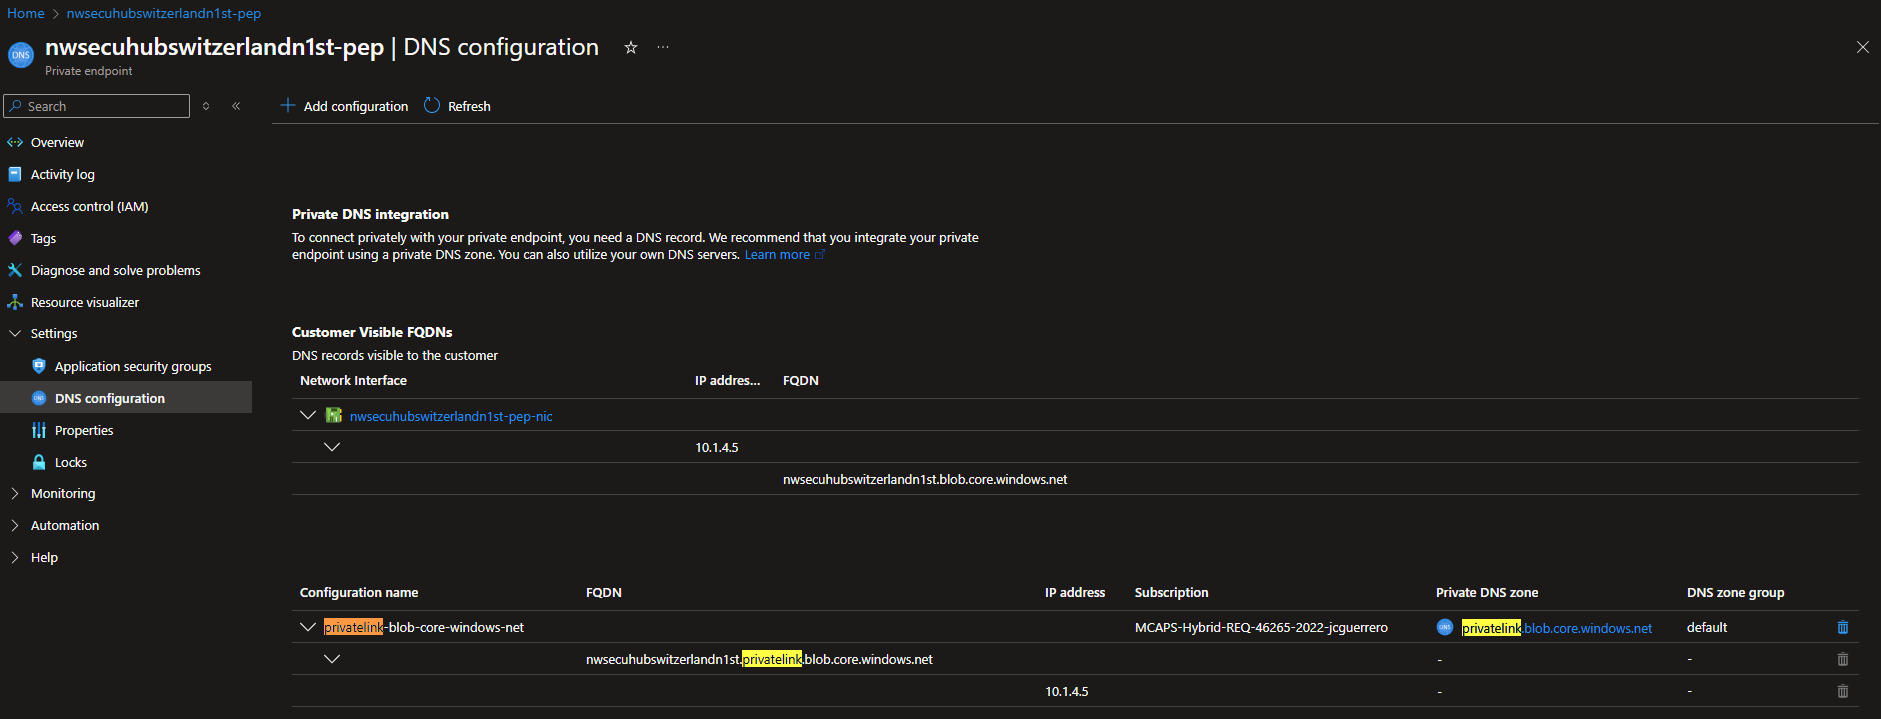 Home > nwsecuhubswitzerlandn1st-pep
nwsecuhubswitzerlandn1st-pep | DNS configuration
Private endpoint
Search
Overview
Activity log
Access control (IAM)
Tags
Diagnose and solve problems
Resource visualizer
Settings
Application security groups
DNS configuration
Properties
Locks
Monitoring
Automation
Help
Add configuration Refresh
Private DNS integration
To connect privately with your private endpoint, you need a DNS record. We recommend that you integrate your private
endpoint using a private DNS zone. You can also utilize your own DNS servers. Learn more
Customer Visible FQDNs
DNS records visible to the customer
Network Interface IP addres... FQDN
nwsecuhubswitzerlandn1st-pep-nic
10.1.4.5
nwsecuhubswitzerlandn1st.blob.core.windows.net
Configuration name FQDN IP address Subscription Private DNS zone DNS zone group
privatelink-blob-core-windows-net MCAPS-Hybrid-REQ-46265-2022-jcguerrero DNS privatelink.blob.core.windows.net default
nwsecuhubswitzerlandn1st.privatelink.blob.core.windows.net - -
10.1.4.5 - -